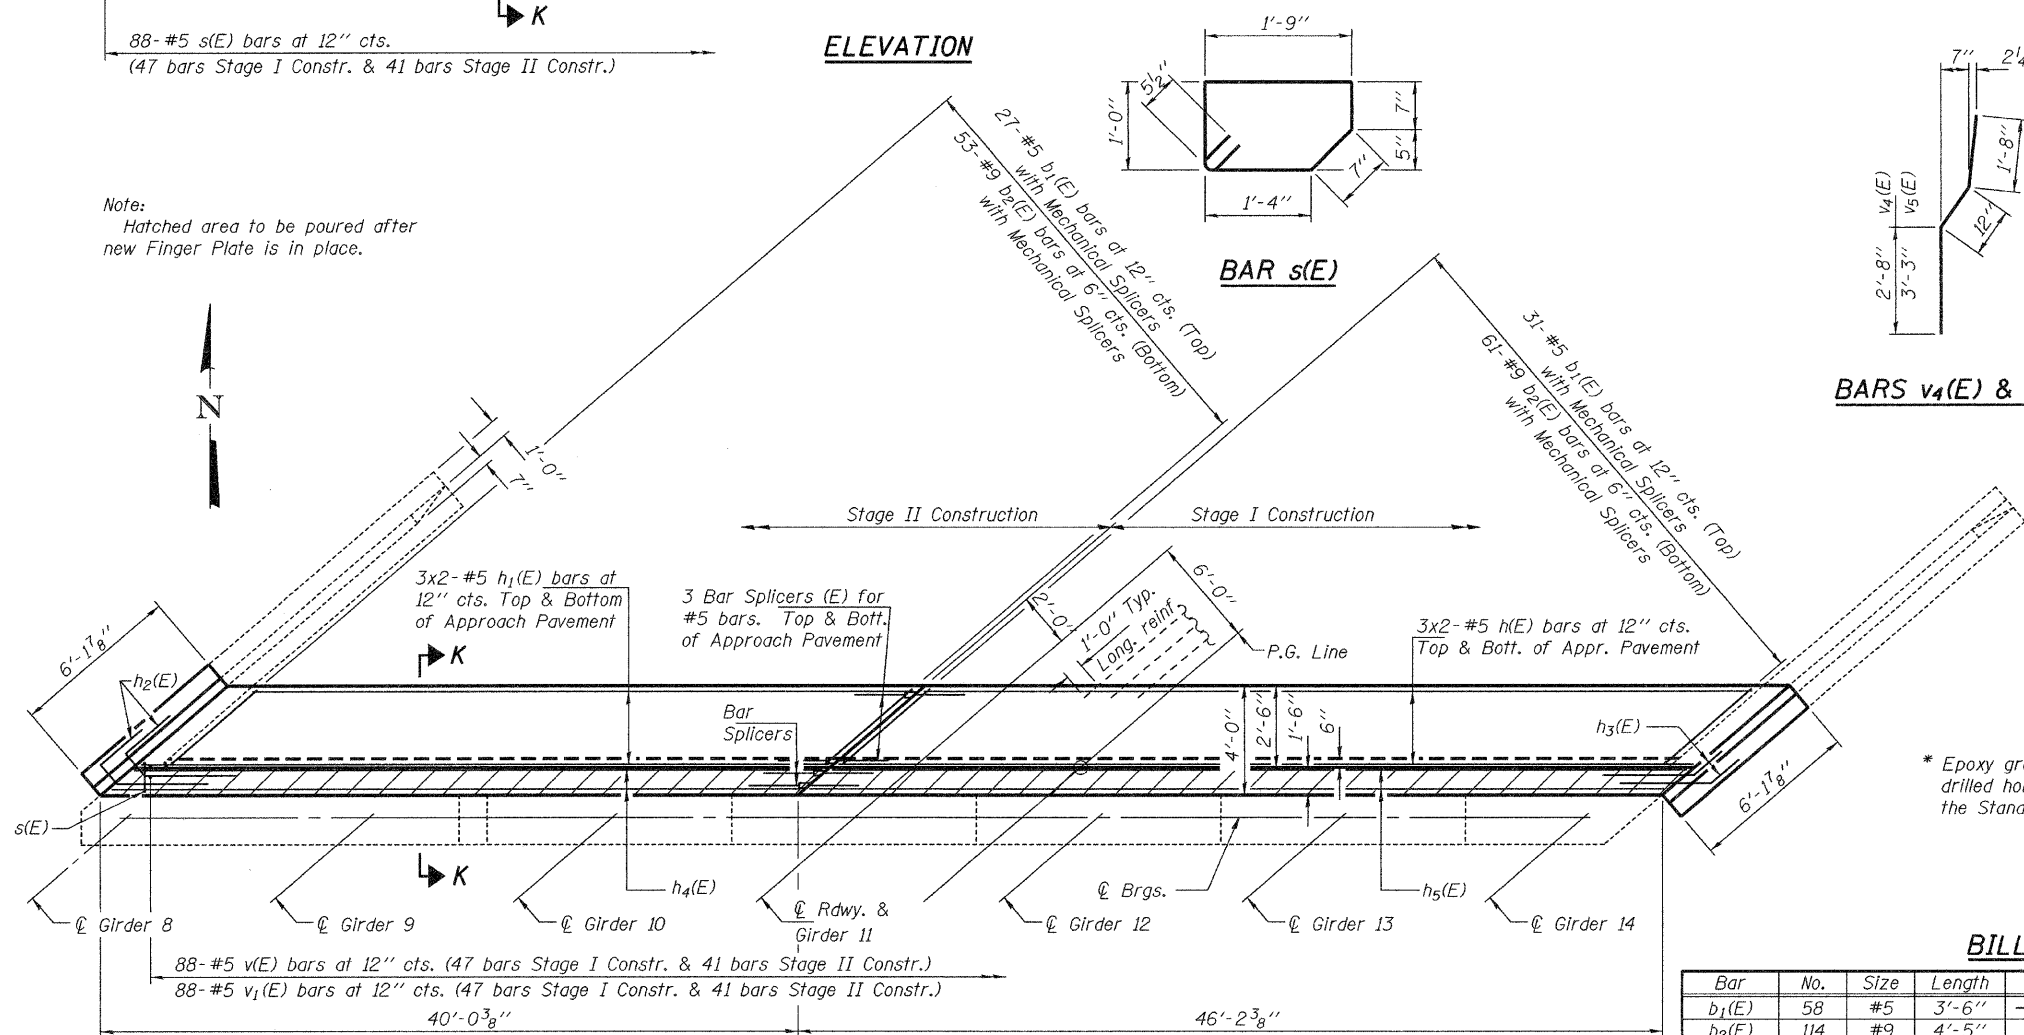 K
88-#5 s(E) bars at 12" cts.
(47 bars Stage I Constr. & 41 bars Stage II Constr.)
ELEVATION
1'-9"
5½"
1'-0"
7"
5"
7"
1'-4"
BAR s(E)
7"
2¼
1'-8"
12"
v4(E)
v5(E)
2'-8"
3'-3"
BARS v4(E) &
Note:
Hatched area to be poured after
new Finger Plate is in place.
N
27-#5 b1(E) bars at 12" cts. (Top)
with Mechanical Splicers
53-#9 b2(E) bars at 6" cts. (Bottom)
with Mechanical Splicers
31-#5 b1(E) bars at 12" cts. (Top)
with Mechanical Splicers
61-#9 b2(E) bars at 6" cts. (Bottom)
with Mechanical Splicers
1'-0"
7"
Stage II Construction
Stage I Construction
3x2-#5 h1(E) bars at
12" cts. Top & Bottom
of Approach Pavement
3 Bar Splicers (E) for
#5 bars. Top & Bott.
of Approach Pavement
2'-0"
1'-0" Typ.
Long. reinf.
6'-0"
P.G. Line
3x2-#5 h(E) bars at 12" cts.
Top & Bott. of Appr. Pavement
6'-1⅞"
h2(E)
K
Bar
Splicers
4'-0"
2'-6"
1'-6"
6"
h3(E)
6'-1⅞"
* Epoxy gr
drilled ho
the Stand
s(E)
K
h4(E)
℄ Brgs.
h5(E)
℄ Girder 8
℄ Girder 9
℄ Girder 10
℄ Rdwy. &
Girder 11
℄ Girder 12
℄ Girder 13
℄ Girder 14
88-#5 v(E) bars at 12" cts. (47 bars Stage I Constr. & 41 bars Stage II Constr.)
88-#5 v1(E) bars at 12" cts. (47 bars Stage I Constr. & 41 bars Stage II Constr.)
40'-0⅜"
46'-2⅜"
BILL
Bar No. Size Length
b1(E) 58 #5 3'-6"
b2(E) 114 #9 4'-5"